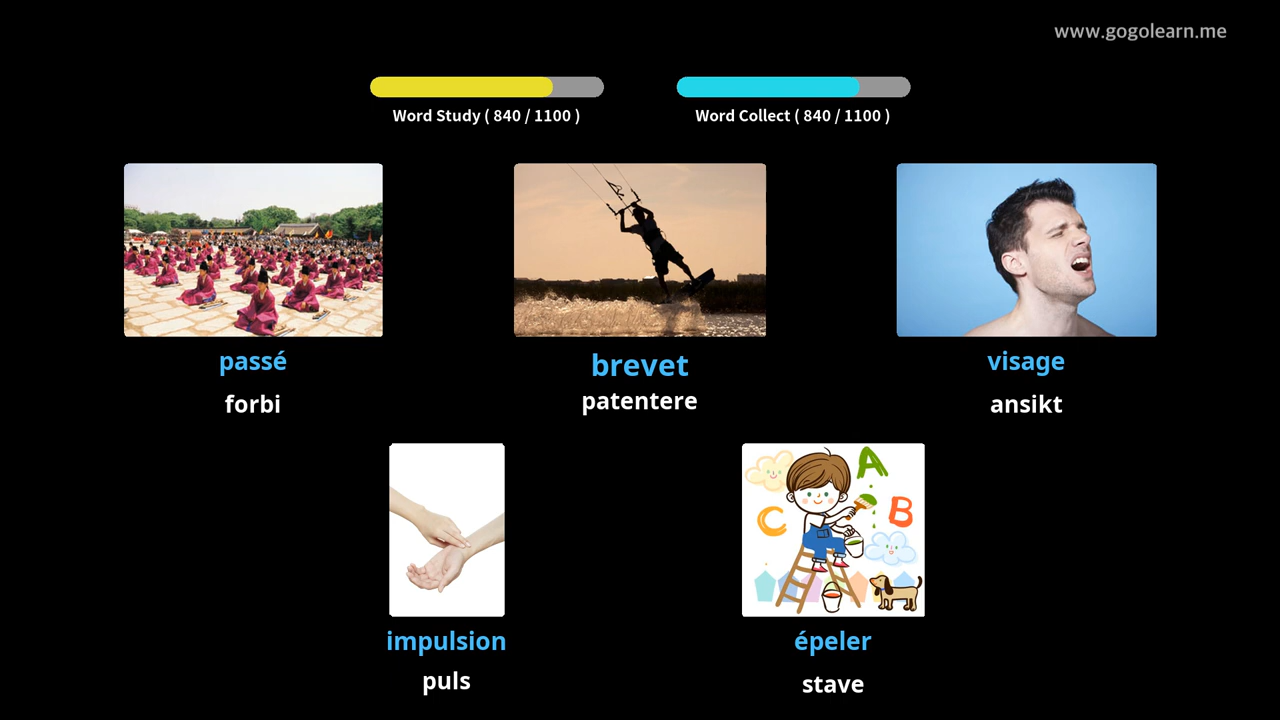 www.gogolearn.me
Word Study ( 840 / 1100 )
Word Collect ( 840 / 1100 )
passé
forbi
brevet
patentere
visage
ansikt
A
C
B
impulsion
puls
épeler
stave